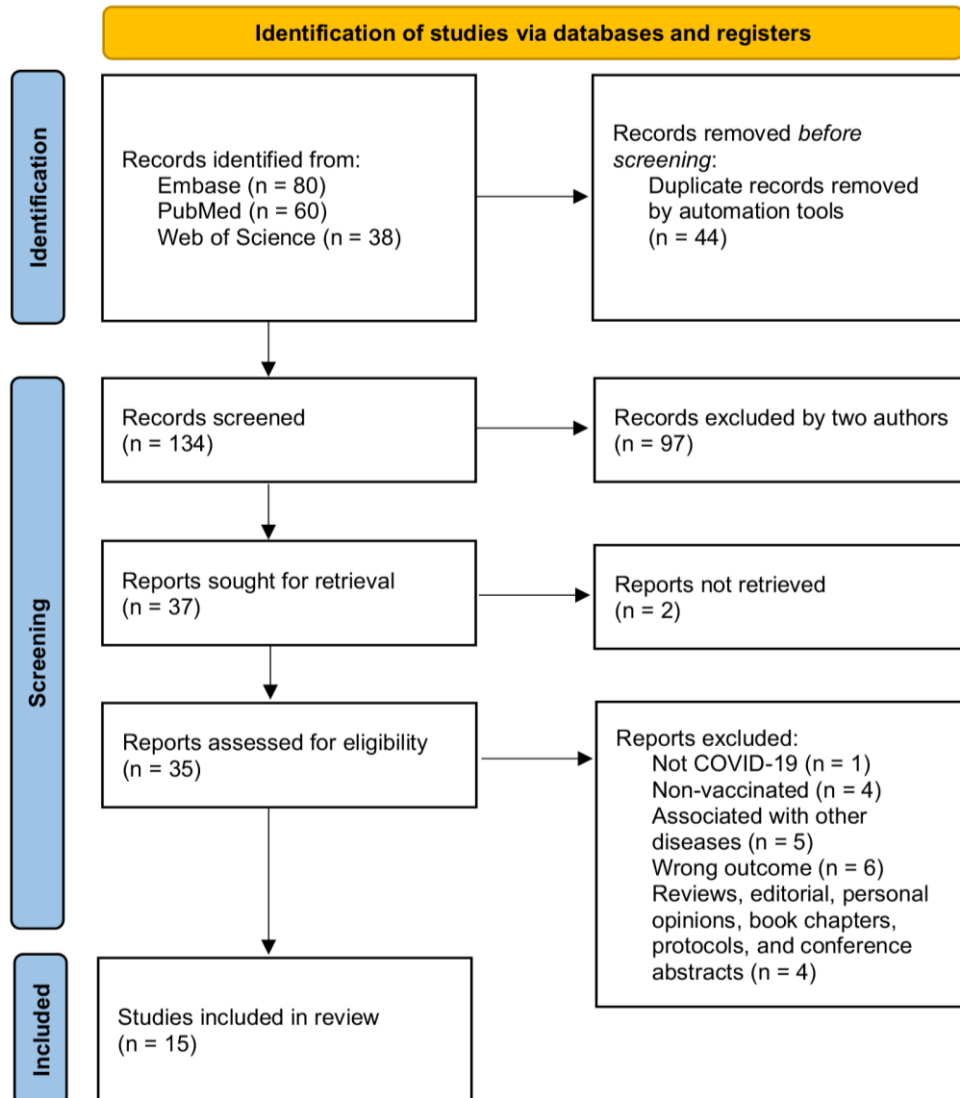 Identification of studies via databases and registers
Identification
Records identified from:
Embase (n = 80)
PubMed (n = 60)
Web of Science (n = 38)
Records removed before
screening:
Duplicate records removed
by automation tools
(n = 44)
Screening
Records screened
(n = 134)
Records excluded by two authors
(n = 97)
Reports sought for retrieval
(n = 37)
Reports not retrieved
(n = 2)
Reports assessed for eligibility
(n = 35)
Reports excluded:
Not COVID-19 (n = 1)
Non-vaccinated (n = 4)
Associated with other
diseases (n = 5)
Wrong outcome (n = 6)
Reviews, editorial, personal
opinions, book chapters,
protocols, and conference
abstracts (n = 4)
Included
Studies included in review
(n = 15)